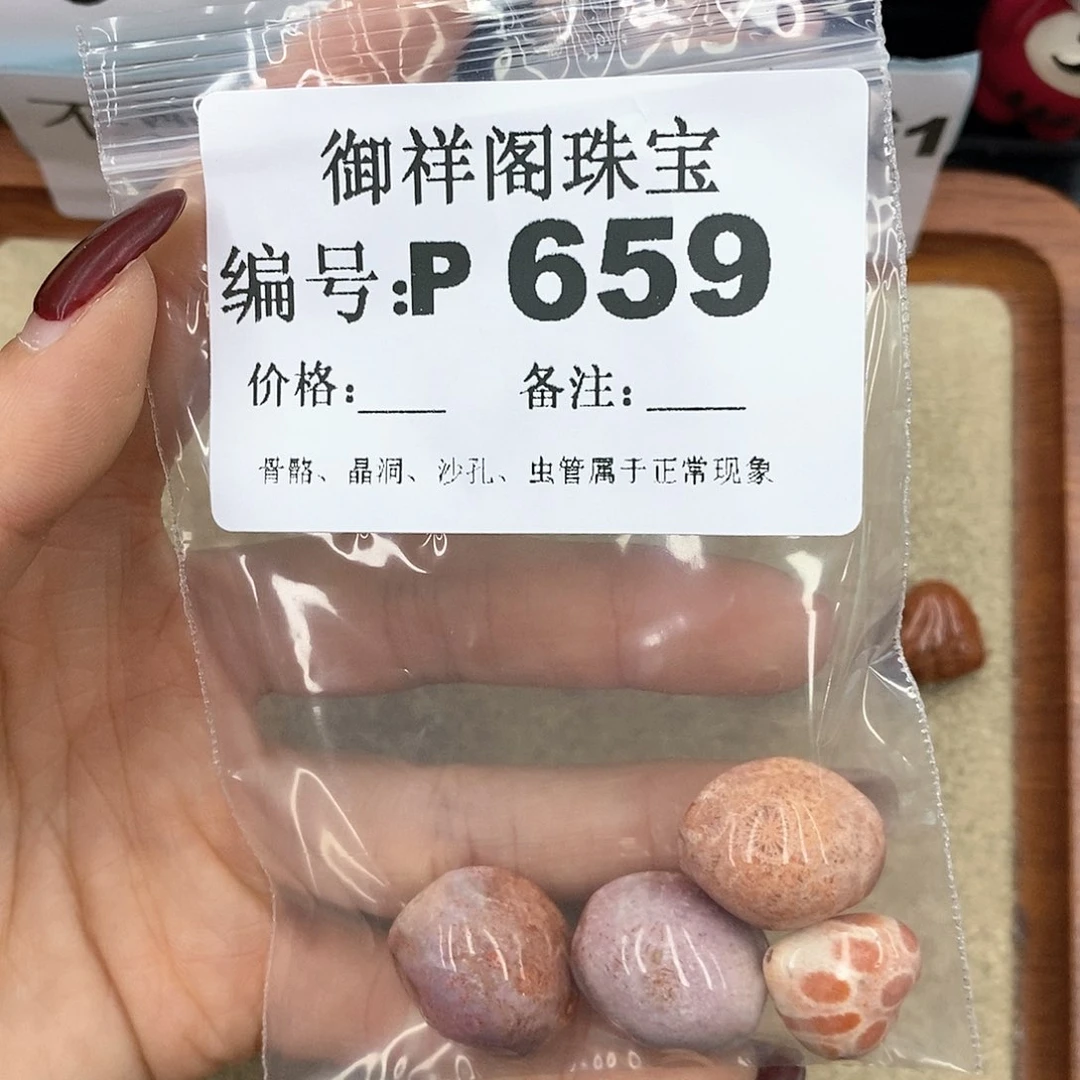 御祥阁珠宝
编号:P 659
价格:____ 备注:____
骨骼、晶洞、沙孔、虫管属于正常现象
1